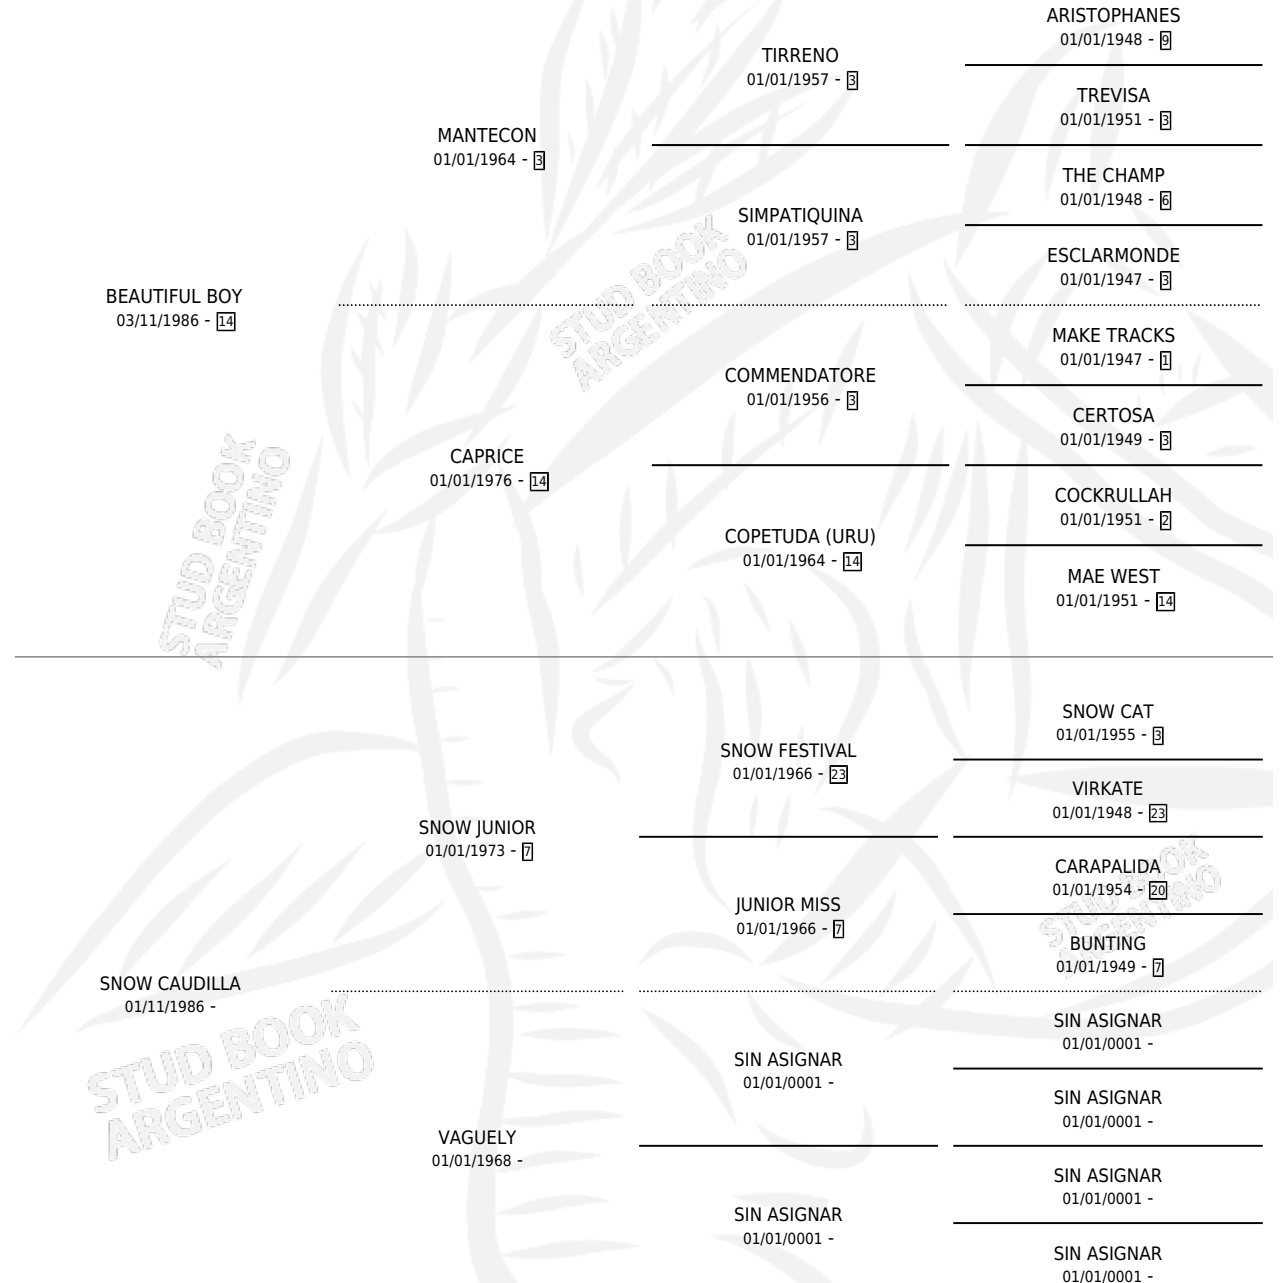 ARISTOPHANES
01/01/1948 - 9
TIRRENO
01/01/1957 - 3
TREVISA
01/01/1951 - 3
MANTECON
01/01/1964 - 3
THE CHAMP
01/01/1948 - 6
SIMPATIQUINA
01/01/1957 - 3
ESCLARMONDE
01/01/1947 - 3
BEAUTIFUL BOY
03/11/1986 - 14
STUD BOOK
ARGENTINO
MAKE TRACKS
01/01/1947 - 1
COMMENDATORE
01/01/1956 - 3
CERTOSA
01/01/1949 - 3
CAPRICE
01/01/1976 - 14
COCKRULLAH
01/01/1951 - 2
COPETUDA (URU)
01/01/1964 - 14
MAE WEST
01/01/1951 - 14
STUD BOOK
ARGENTINO
SNOW CAT
01/01/1955 - 3
SNOW FESTIVAL
01/01/1966 - 23
VIRKATE
01/01/1948 - 23
SNOW JUNIOR
01/01/1973 - 7
CARAPALIDA
01/01/1954 - 20
JUNIOR MISS
01/01/1966 - 7
STUD BOOK
ARGENTINO
BUNTING
01/01/1949 - 7
SNOW CAUDILLA
01/11/1986 -
STUD BOOK
ARGENTINO
SIN ASIGNAR
01/01/0001 -
SIN ASIGNAR
01/01/0001 -
SIN ASIGNAR
01/01/0001 -
VAGUELY
01/01/1968 -
SIN ASIGNAR
01/01/0001 -
SIN ASIGNAR
01/01/0001 -
SIN ASIGNAR
01/01/0001 -